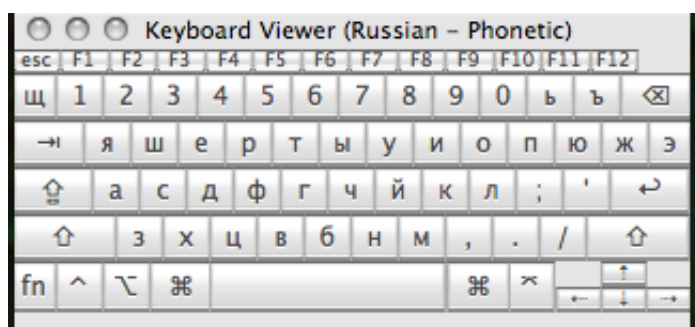 Keyboard Viewer (Russian – Phonetic)
esc F1 F2 F3 F4 F5 F6 F7 F8 F9 F10 F11 F12
щ 1 2 3 4 5 6 7 8 9 0 ь ъ ⌫
⇥ я ш е р т ы у и о п ю ж э
⇪ а с д ф г ч й к л ; ' ↩
⇧ з х ц в б н м , . / ⇧
fn ^ ⌥ ⌘ ⌘ ⌤ ← ↑ ↓ →